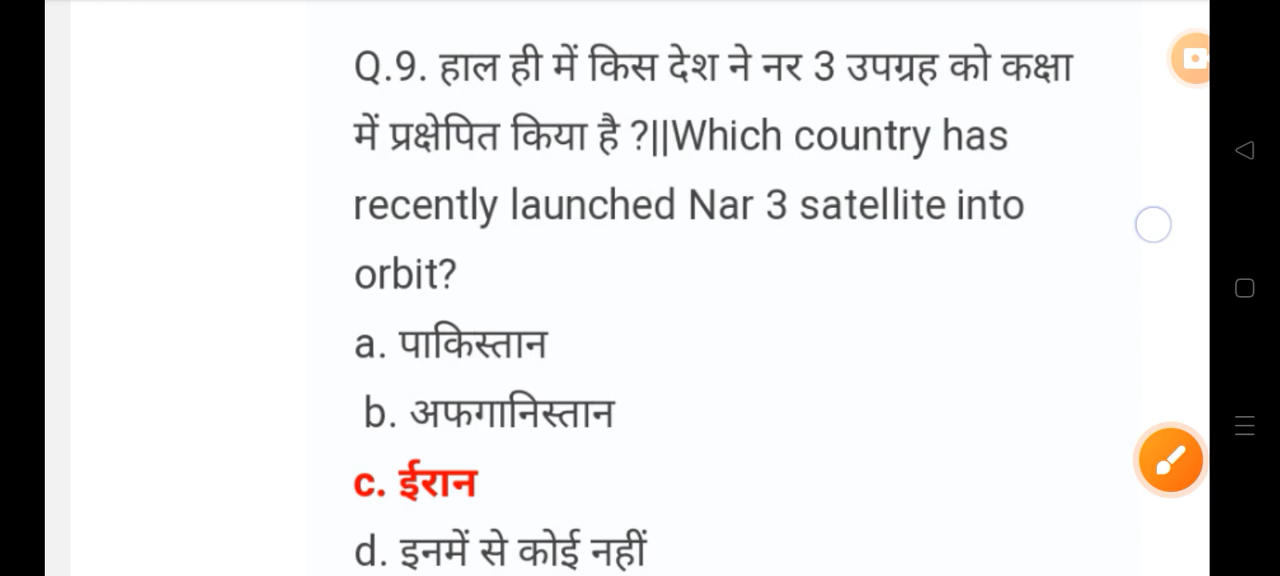 Q.9. हाल ही में किस देश ने नर 3 उपग्रह को कक्षा
में प्रक्षेपित किया है ?||Which country has
recently launched Nar 3 satellite into
orbit?
a. पाकिस्तान
b. अफगानिस्तान
c. ईरान
d. इनमें से कोई नहीं